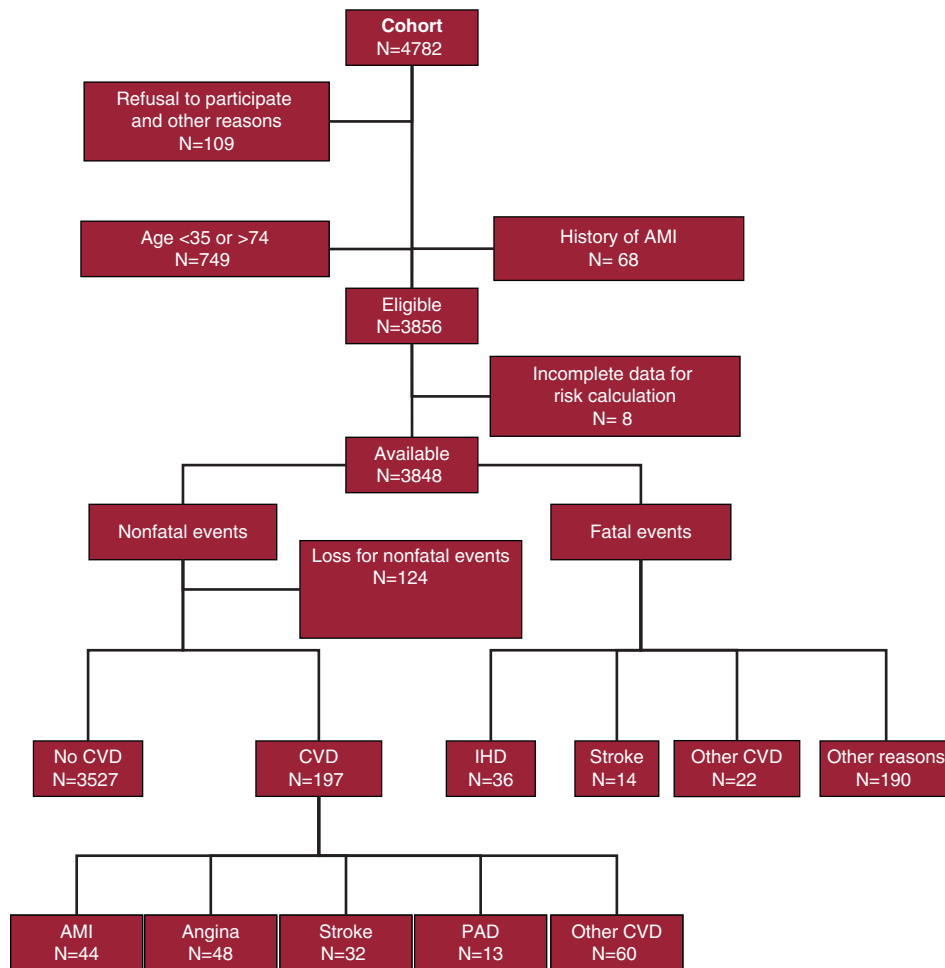 Cohort
N=4782
Refusal to participate
and other reasons
N=109
Age <35 or >74
N=749
History of AMI
N= 68
Eligible
N=3856
Incomplete data for
risk calculation
N= 8
Available
N=3848
Nonfatal events
Fatal events
Loss for nonfatal events
N=124
No CVD
N=3527
CVD
N=197
IHD
N=36
Stroke
N=14
Other CVD
N=22
Other reasons
N=190
AMI
N=44
Angina
N=48
Stroke
N=32
PAD
N=13
Other CVD
N=60